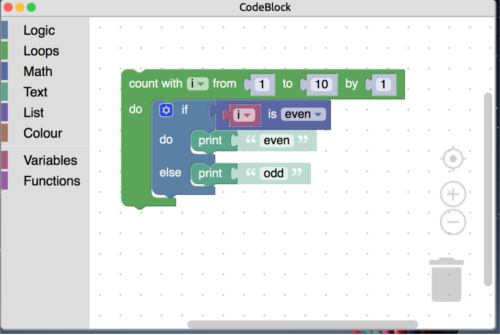 CodeBlock
Logic
Loops
Math
Text
List
Colour
Variables
Functions
count with i from 1 to 10 by 1
do if i is even
do print “ even ”
else print “ odd ”